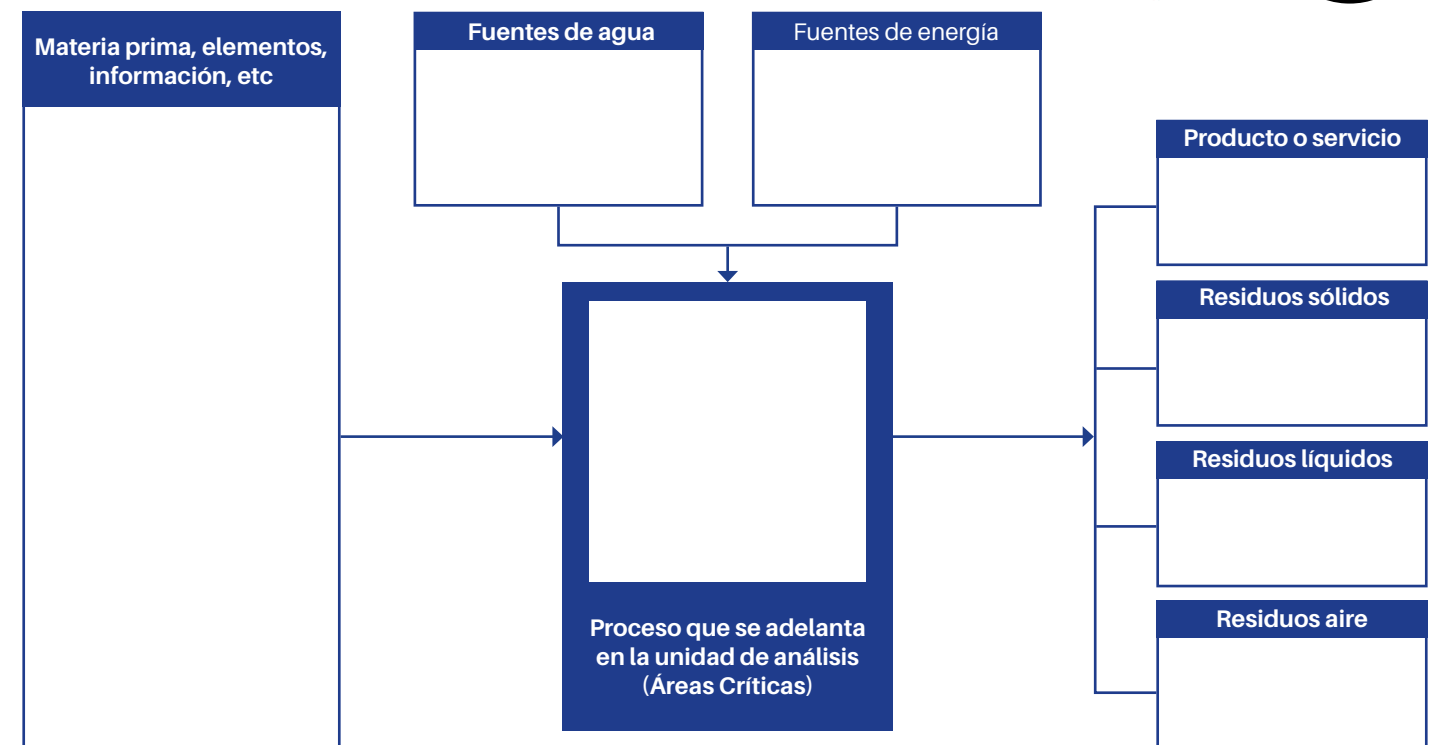 Materia prima, elementos,
información, etc
Fuentes de agua
Fuentes de energía
Producto o servicio
Residuos sólidos
Residuos líquidos
Residuos aire
Proceso que se adelanta
en la unidad de análisis
(Áreas Críticas)